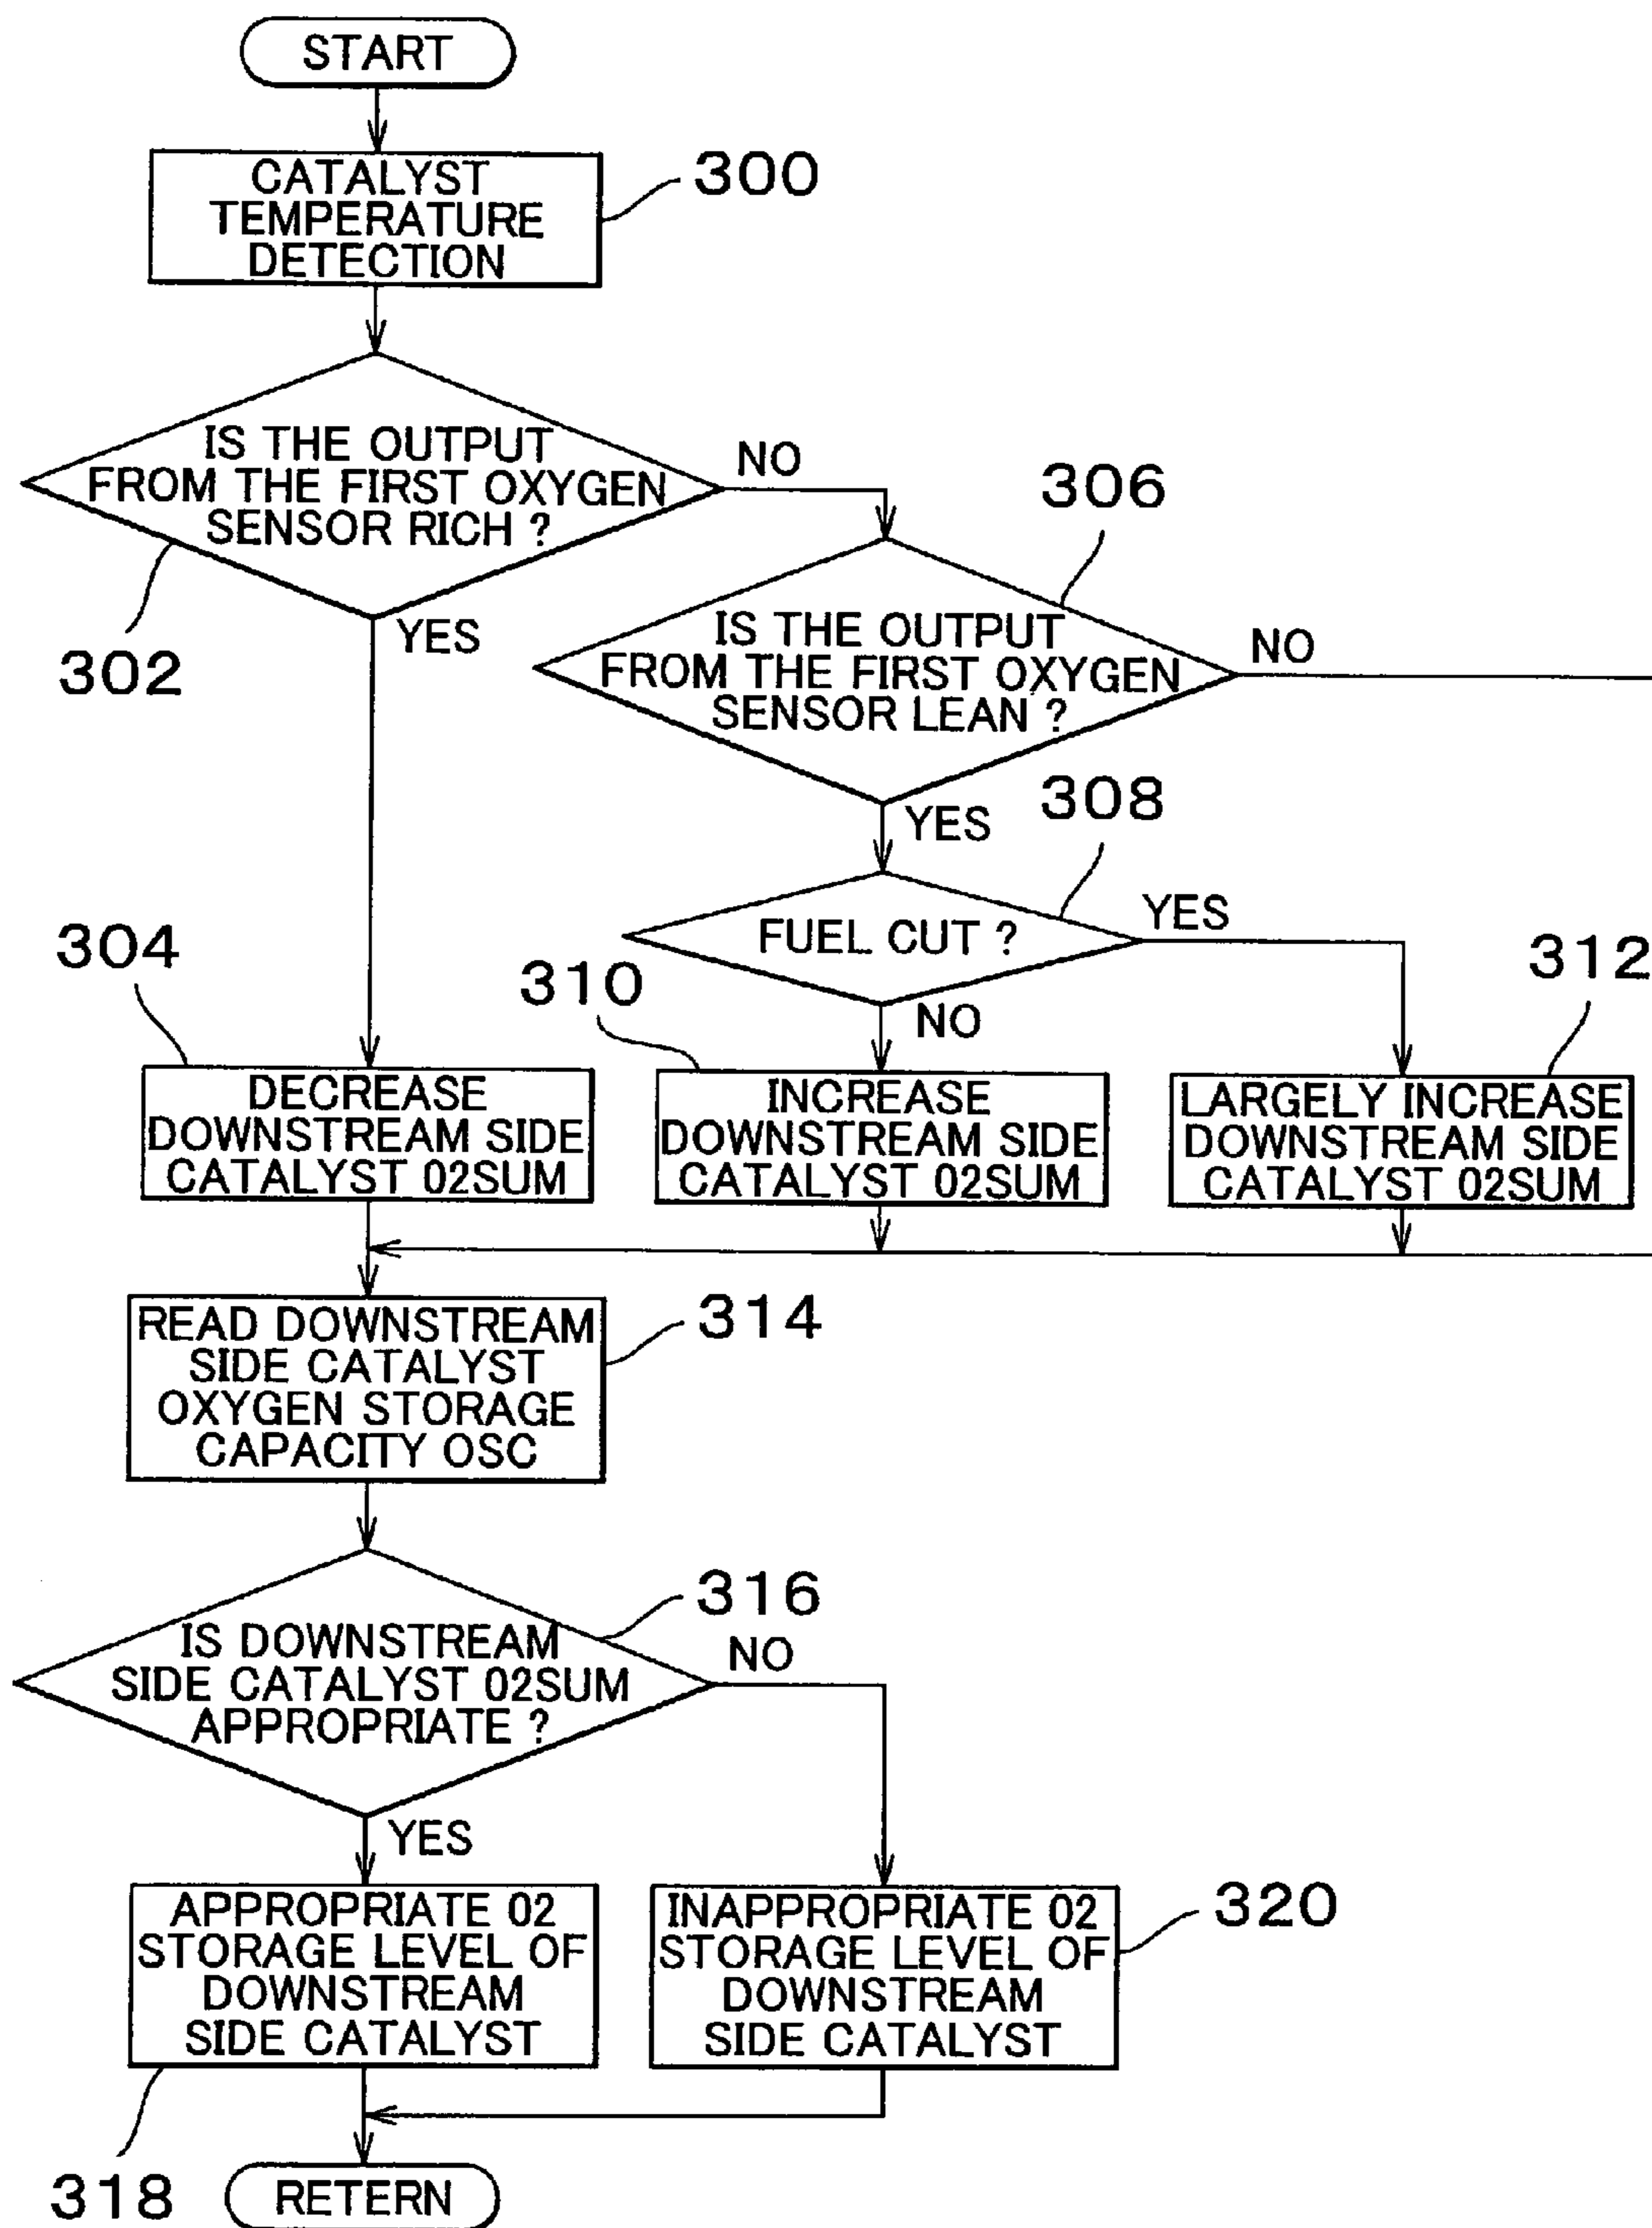 START
CATALYST
TEMPERATURE
DETECTION
300
IS THE OUTPUT
FROM THE FIRST OXYGEN
SENSOR RICH ?
NO
302
YES
306
IS THE OUTPUT
FROM THE FIRST OXYGEN
SENSOR LEAN ?
NO
YES
308
FUEL CUT ?
YES
NO
304
DECREASE
DOWNSTREAM SIDE
CATALYST 02SUM
310
INCREASE
DOWNSTREAM SIDE
CATALYST 02SUM
312
LARGELY INCREASE
DOWNSTREAM SIDE
CATALYST 02SUM
READ DOWNSTREAM
SIDE CATALYST
OXYGEN STORAGE
CAPACITY OSC
314
316
IS DOWNSTREAM
SIDE CATALYST 02SUM
APPROPRIATE ?
NO
YES
APPROPRIATE 02
STORAGE LEVEL OF
DOWNSTREAM
SIDE CATALYST
318
INAPPROPRIATE 02
STORAGE LEVEL OF
DOWNSTREAM
SIDE CATALYST
320
RETERN